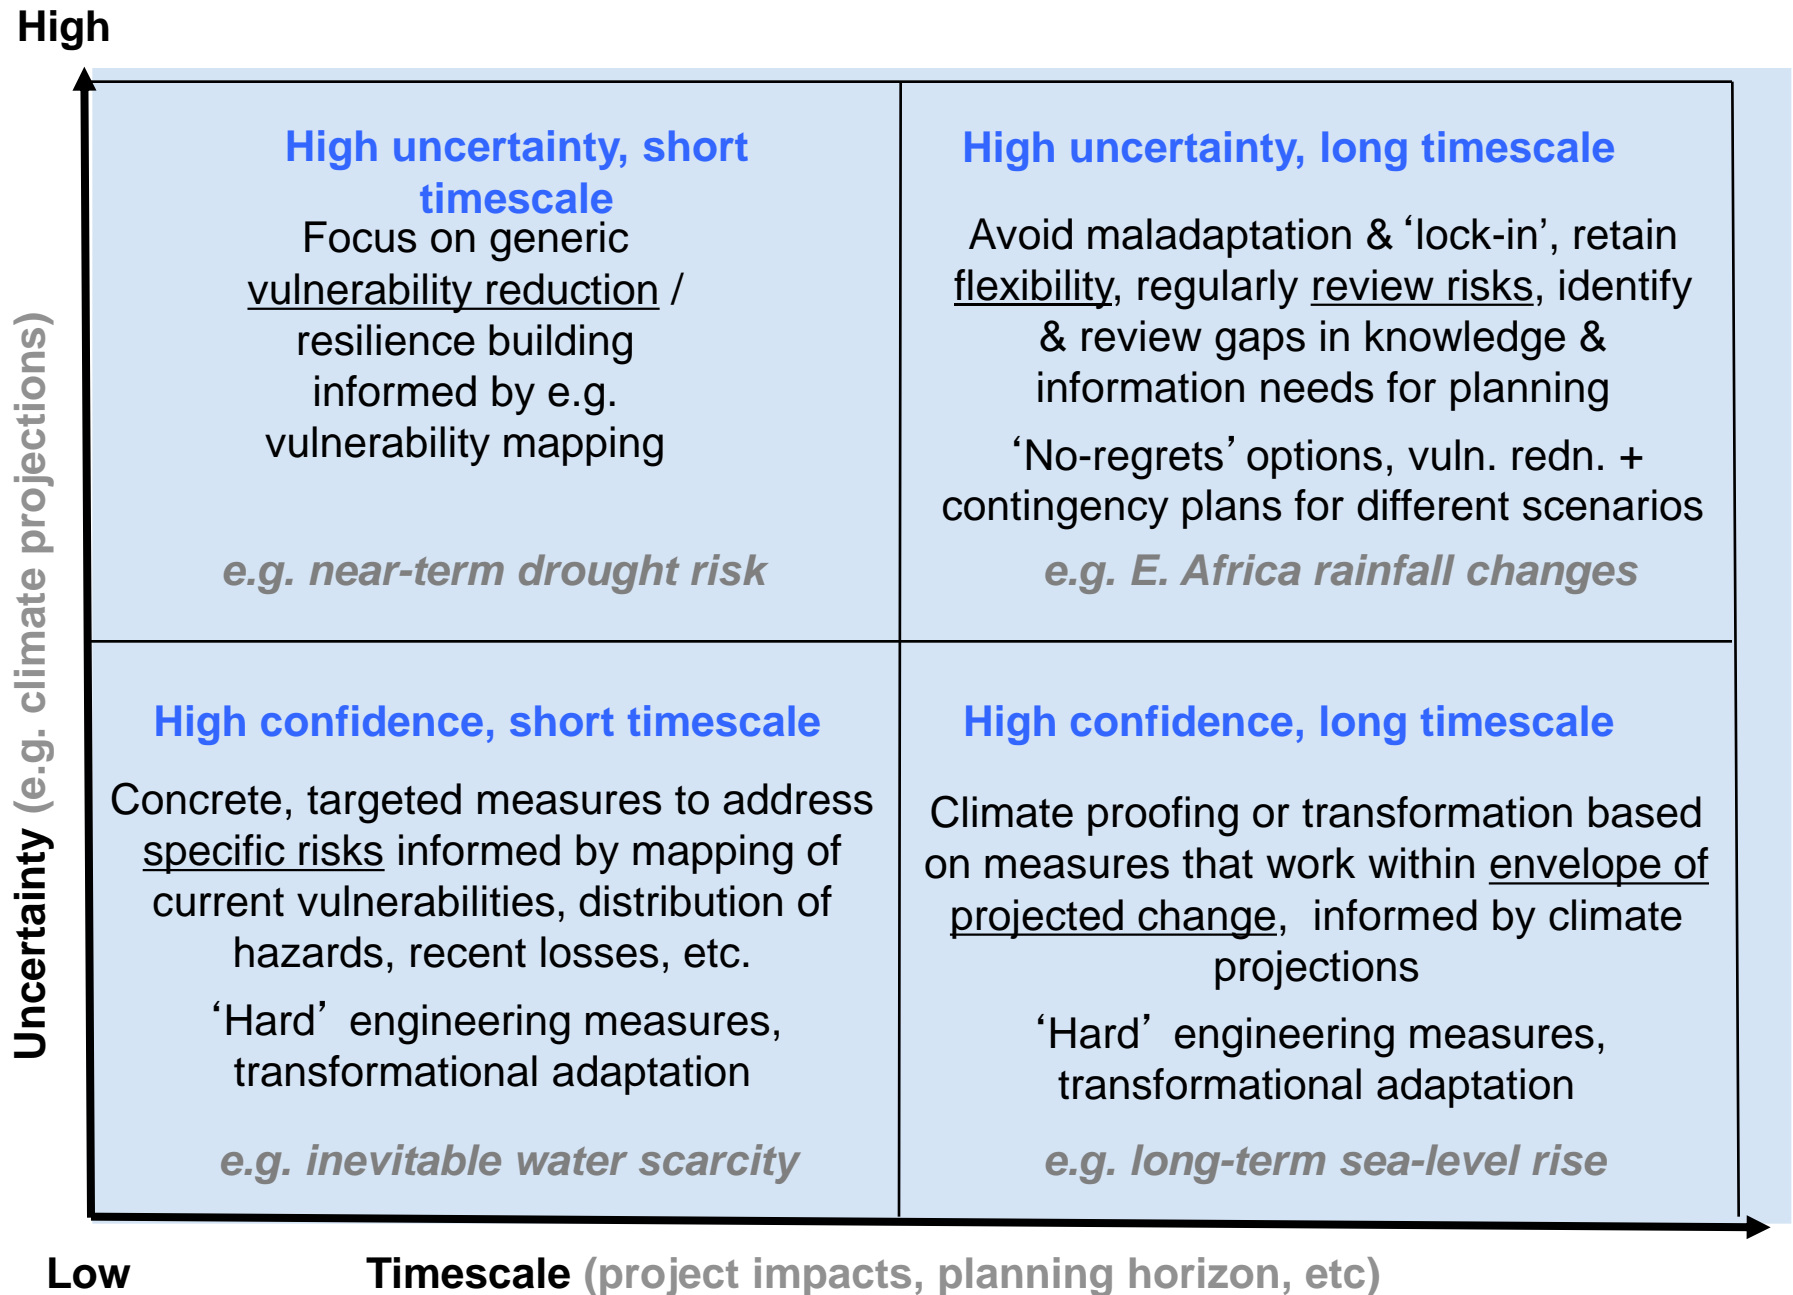 High
High uncertainty, short
timescale
Focus on generic
vulnerability reduction /
resilience building
informed by e.g.
vulnerability mapping
e.g. near-term drought risk
High uncertainty, long timescale
Avoid maladaptation & ‘lock-in’, retain
flexibility, regularly review risks, identify
& review gaps in knowledge &
information needs for planning
‘No-regrets’ options, vuln. redn. +
contingency plans for different scenarios
e.g. E. Africa rainfall changes
Uncertainty (e.g. climate projections)
High confidence, short timescale
Concrete, targeted measures to address
specific risks informed by mapping of
current vulnerabilities, distribution of
hazards, recent losses, etc.
‘Hard’ engineering measures,
transformational adaptation
e.g. inevitable water scarcity
High confidence, long timescale
Climate proofing or transformation based
on measures that work within envelope of
projected change, informed by climate
projections
‘Hard’ engineering measures,
transformational adaptation
e.g. long-term sea-level rise
Low
Timescale (project impacts, planning horizon, etc)